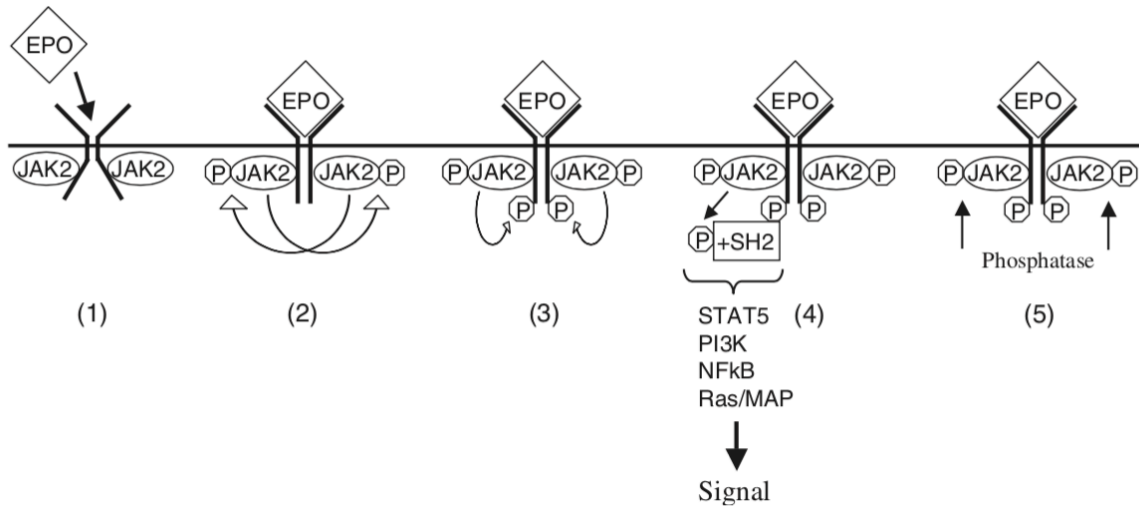 EPO
JAK2 JAK2
(1)
EPO
P JAK2 JAK2 P
(2)
EPO
P JAK2 JAK2 P
P P
(3)
EPO
P JAK2 JAK2 P
P P
P +SH2
STAT5
PI3K
NFkB
Ras/MAP
Signal
(4)
EPO
P JAK2 JAK2 P
P P
Phosphatase
(5)